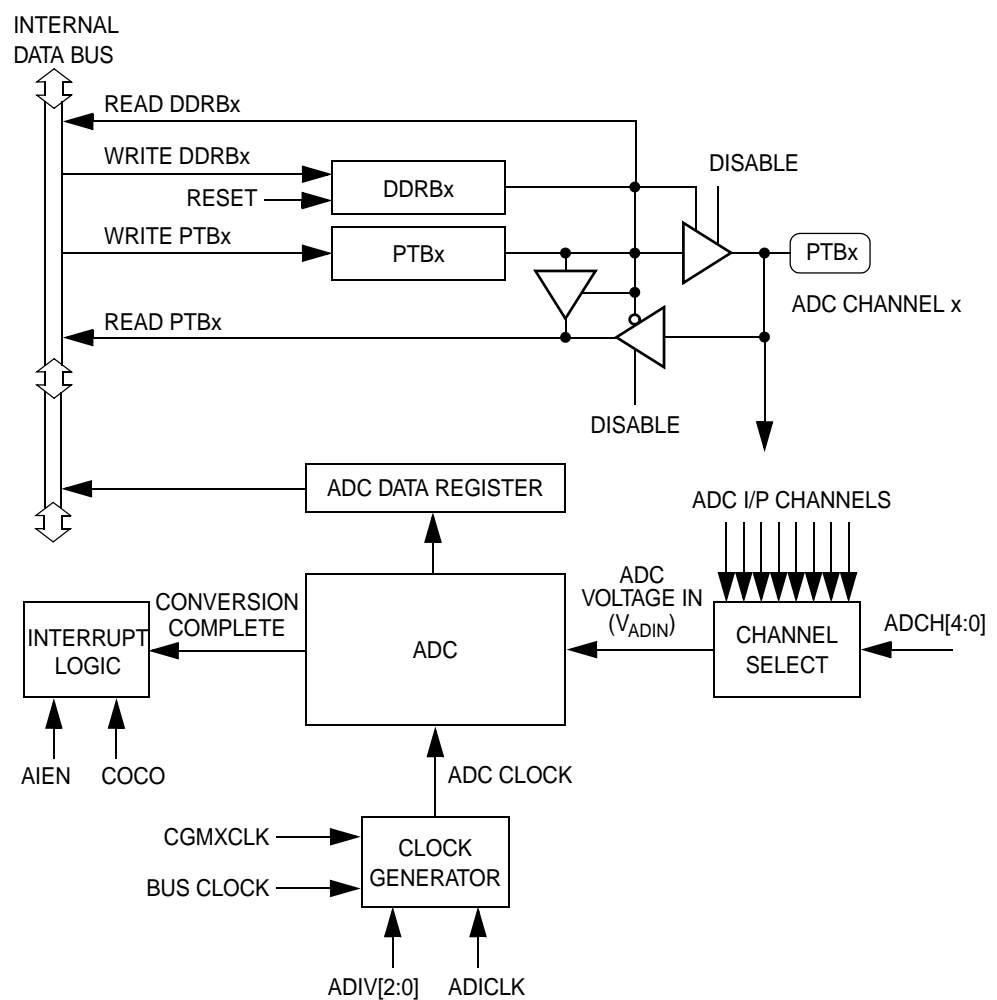 INTERNAL
DATA BUS
READ DDRBx
WRITE DDRBx
DISABLE
DDRBx
RESET
WRITE PTBx
PTBx
PTBx
ADC CHANNEL x
READ PTBx
DISABLE
ADC DATA REGISTER
ADC I/P CHANNELS
INTERRUPT
LOGIC
CONVERSION
COMPLETE
ADC
ADC
VOLTAGE IN
(VADIN)
CHANNEL
SELECT
ADCH[4:0]
AIEN
COCO
ADC CLOCK
CGMXCLK
BUS CLOCK
CLOCK
GENERATOR
ADIV[2:0]
ADICLK